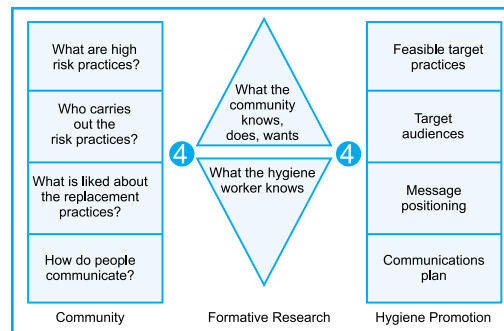 What are high
risk practices?
Who carries
out the
risk practices?
What is liked about
the replacement
practices?
How do people
communicate?
Community
4
What the
community
knows,
does, wants
What the hygiene
worker knows
Formative Research
4
Feasible target
practices
Target
audiences
Message
positioning
Communications
plan
Hygiene Promotion